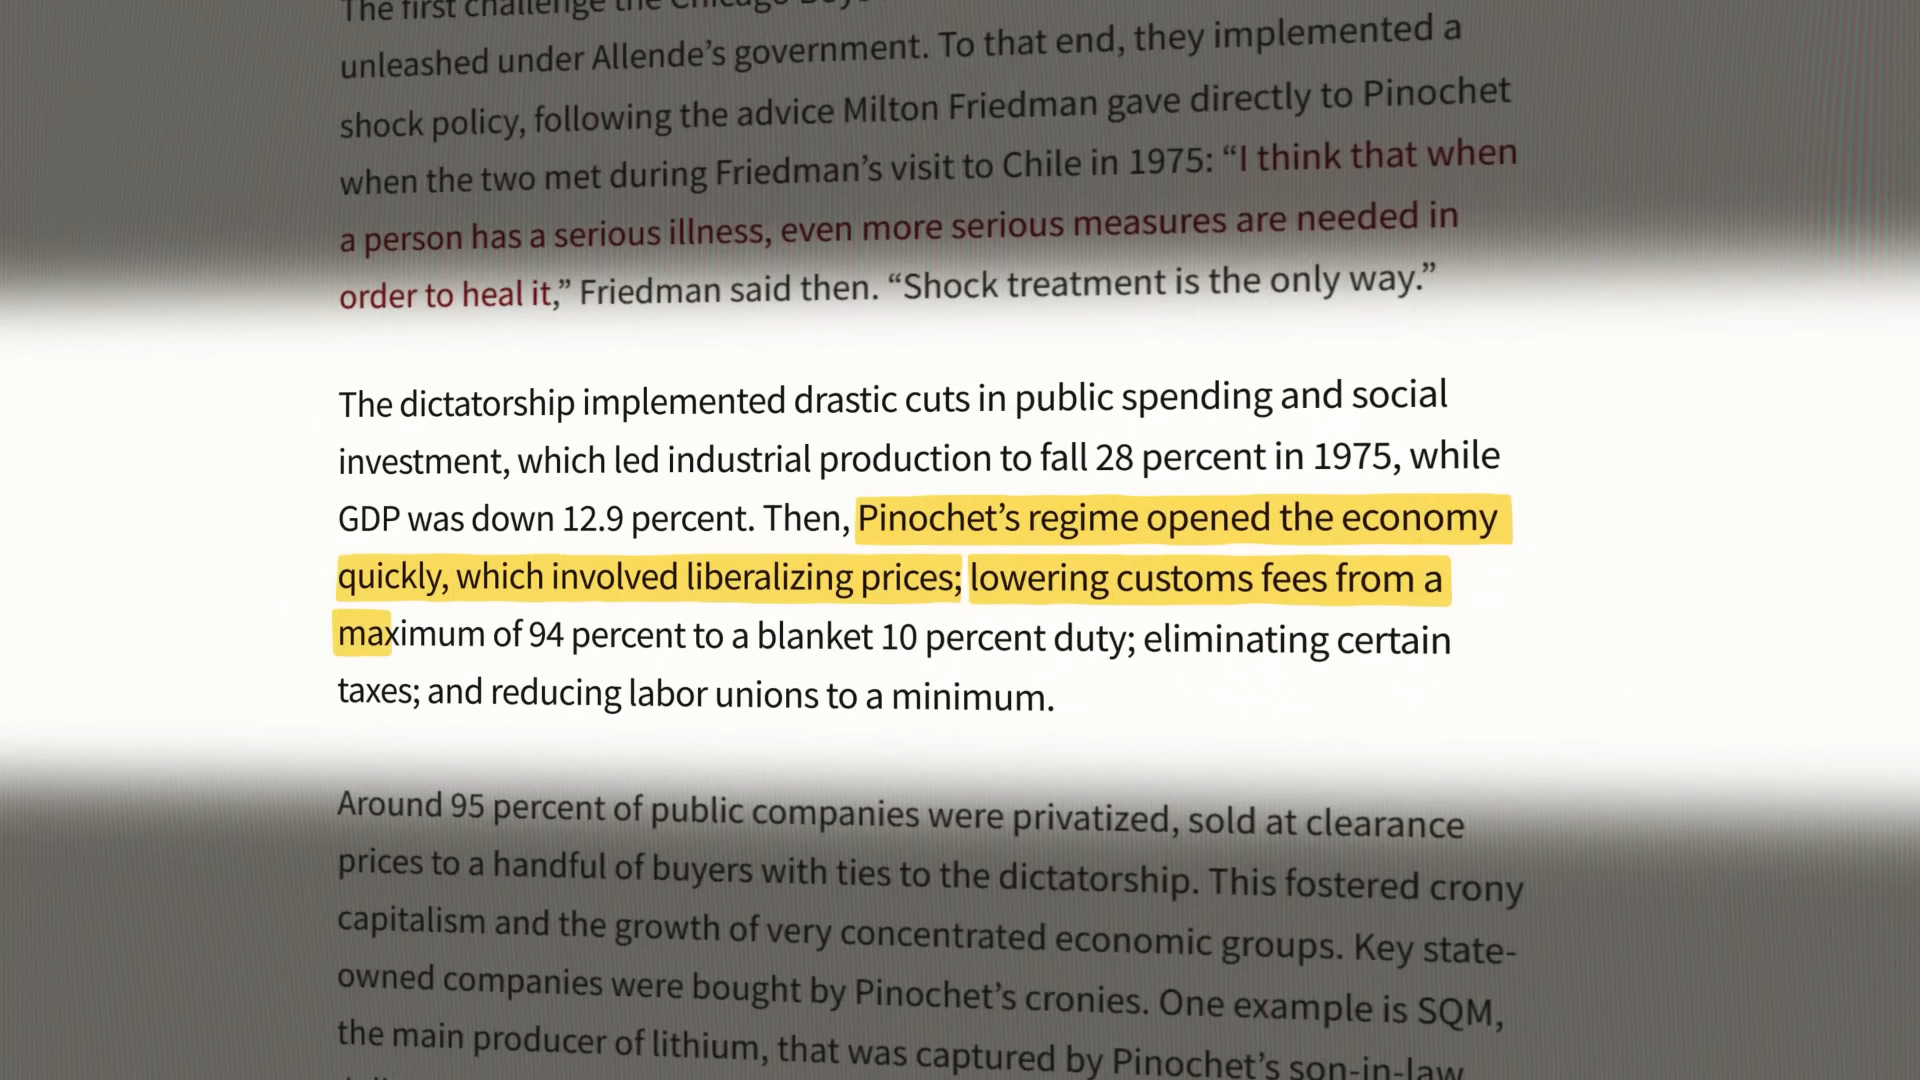 The first challenge the Chicago Boys
unleashed under Allende’s government. To that end, they implemented a
shock policy, following the advice Milton Friedman gave directly to Pinochet
when the two met during Friedman’s visit to Chile in 1975: “I think that when
a person has a serious illness, even more serious measures are needed in
order to heal it,” Friedman said then. “Shock treatment is the only way.”
The dictatorship implemented drastic cuts in public spending and social
investment, which led industrial production to fall 28 percent in 1975, while
GDP was down 12.9 percent. Then, Pinochet’s regime opened the economy
quickly, which involved liberalizing prices; lowering customs fees from a
maximum of 94 percent to a blanket 10 percent duty; eliminating certain
taxes; and reducing labor unions to a minimum.
Around 95 percent of public companies were privatized, sold at clearance
prices to a handful of buyers with ties to the dictatorship. This fostered crony
capitalism and the growth of very concentrated economic groups. Key state-
owned companies were bought by Pinochet’s cronies. One example is SQM,
the main producer of lithium, that was captured by Pinochet’s son-in-law